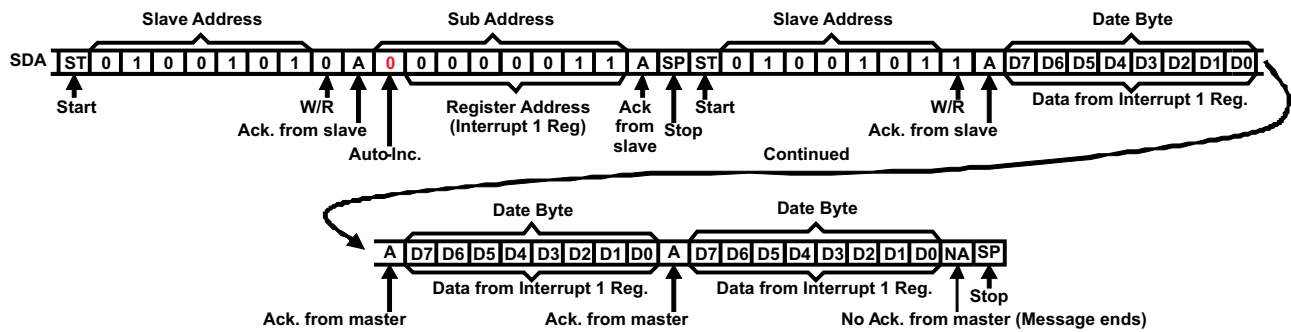 Slave Address Sub Address Slave Address Date Byte
SDA ST 0 1 0 0 1 0 1 0 A 0 0 0 0 0 0 1 1 A SP ST 0 1 0 0 1 0 1 1 A D7 D6 D5 D4 D3 D2 D1 D0
Start W/R Register Address Ack Start W/R Data from Interrupt 1 Reg.
Ack. from slave (Interrupt 1 Reg) from Stop Ack. from slave
slave
Auto-Inc. Continued
Date Byte Date Byte
A D7 D6 D5 D4 D3 D2 D1 D0 A D7 D6 D5 D4 D3 D2 D1 D0 NA SP
Data from Interrupt 1 Reg. Data from Interrupt 1 Reg. Stop
Ack. from master Ack. from master No Ack. from master (Message ends)